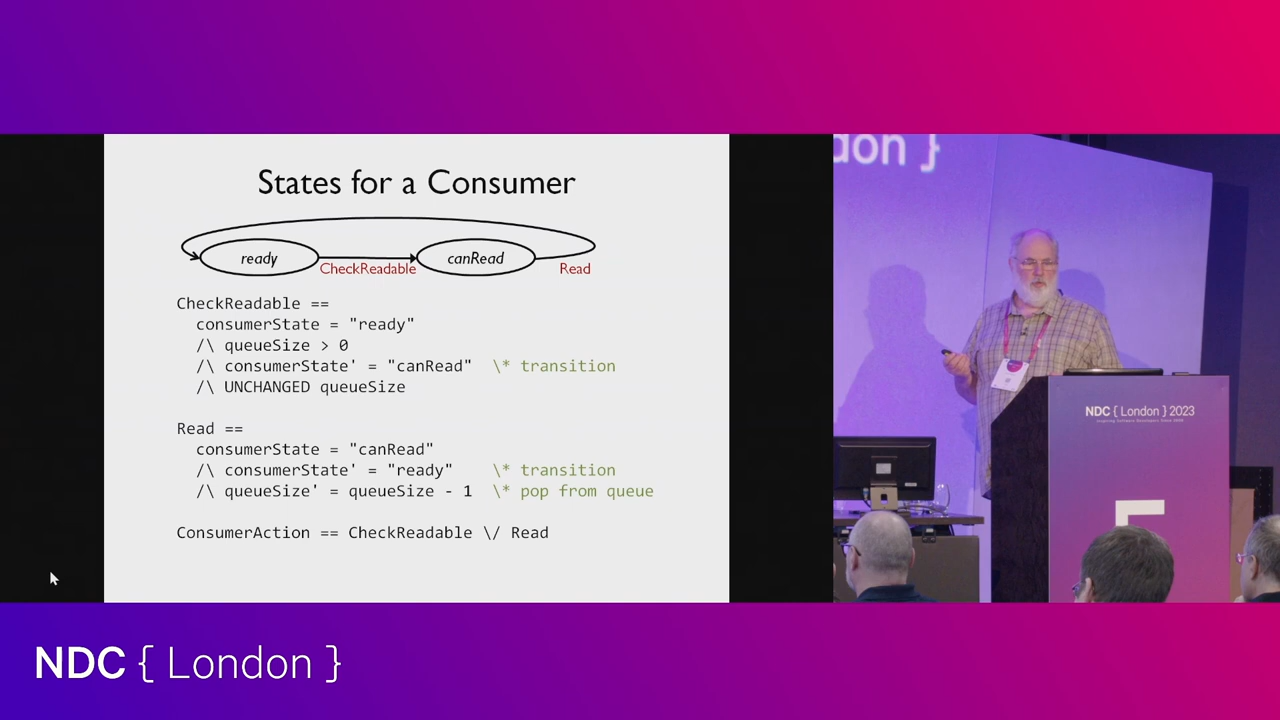 States for a Consumer
ready
canRead
CheckReadable
Read
CheckReadable ==
consumerState = "ready"
/\ queueSize > 0
/\ consumerState' = "canRead" \* transition
/\ UNCHANGED queueSize
Read ==
consumerState = "canRead"
/\ consumerState' = "ready" \* transition
/\ queueSize' = queueSize - 1 \* pop from queue
ConsumerAction == CheckReadable \/ Read
don }
NDC { London } 2023
5
NDC { London }